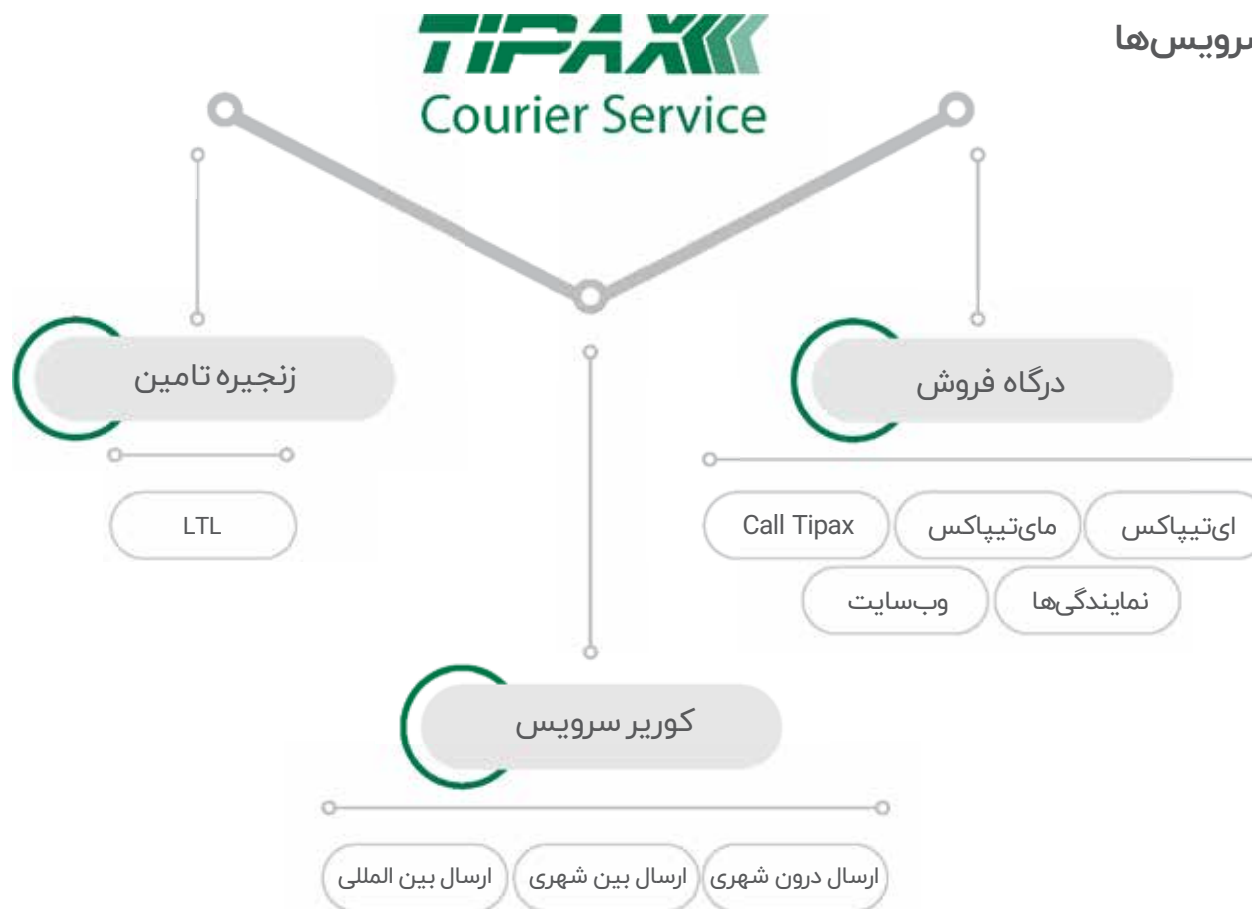 سرویس‌ها
TIPAX
Courier Service
درگاه فروش
ای‌تیپاکس
مای‌تیپاکس
Call Tipax
نمایندگی‌ها
وب‌سایت
زنجیره تامین
LTL
کوریر سرویس
ارسال درون شهری
ارسال بین شهری
ارسال بین المللی